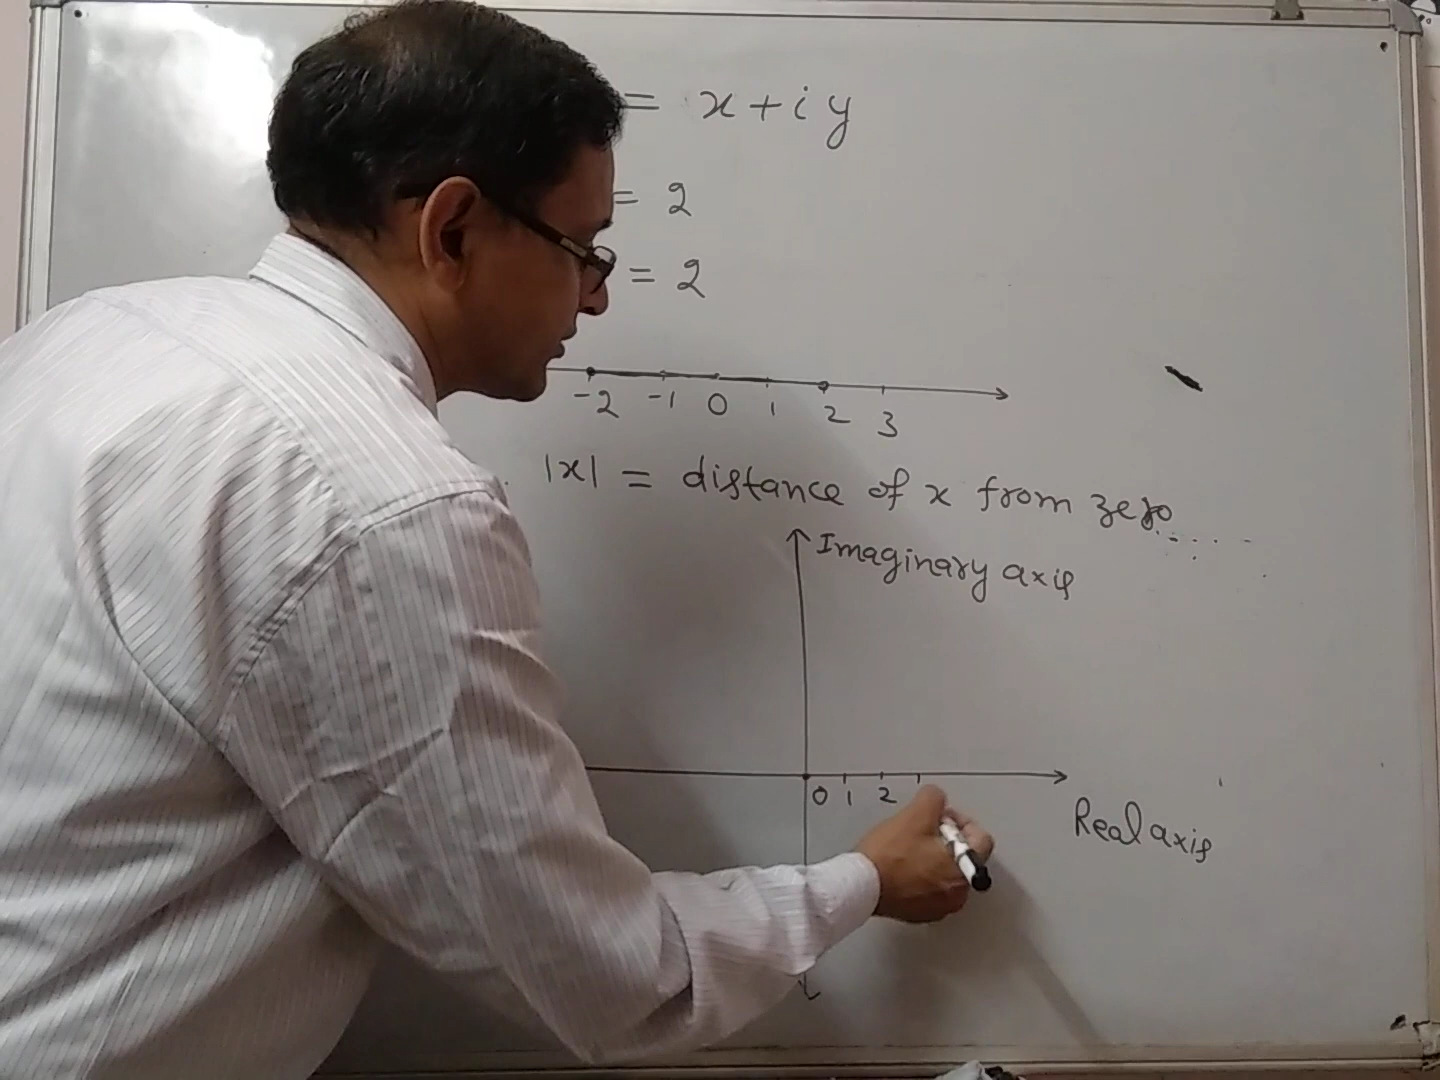 = x + i y
= 2
= 2
-2 -1 0 1 2 3
|x| = distance of x from zero
Imaginary axis
0 1 2
Real axis